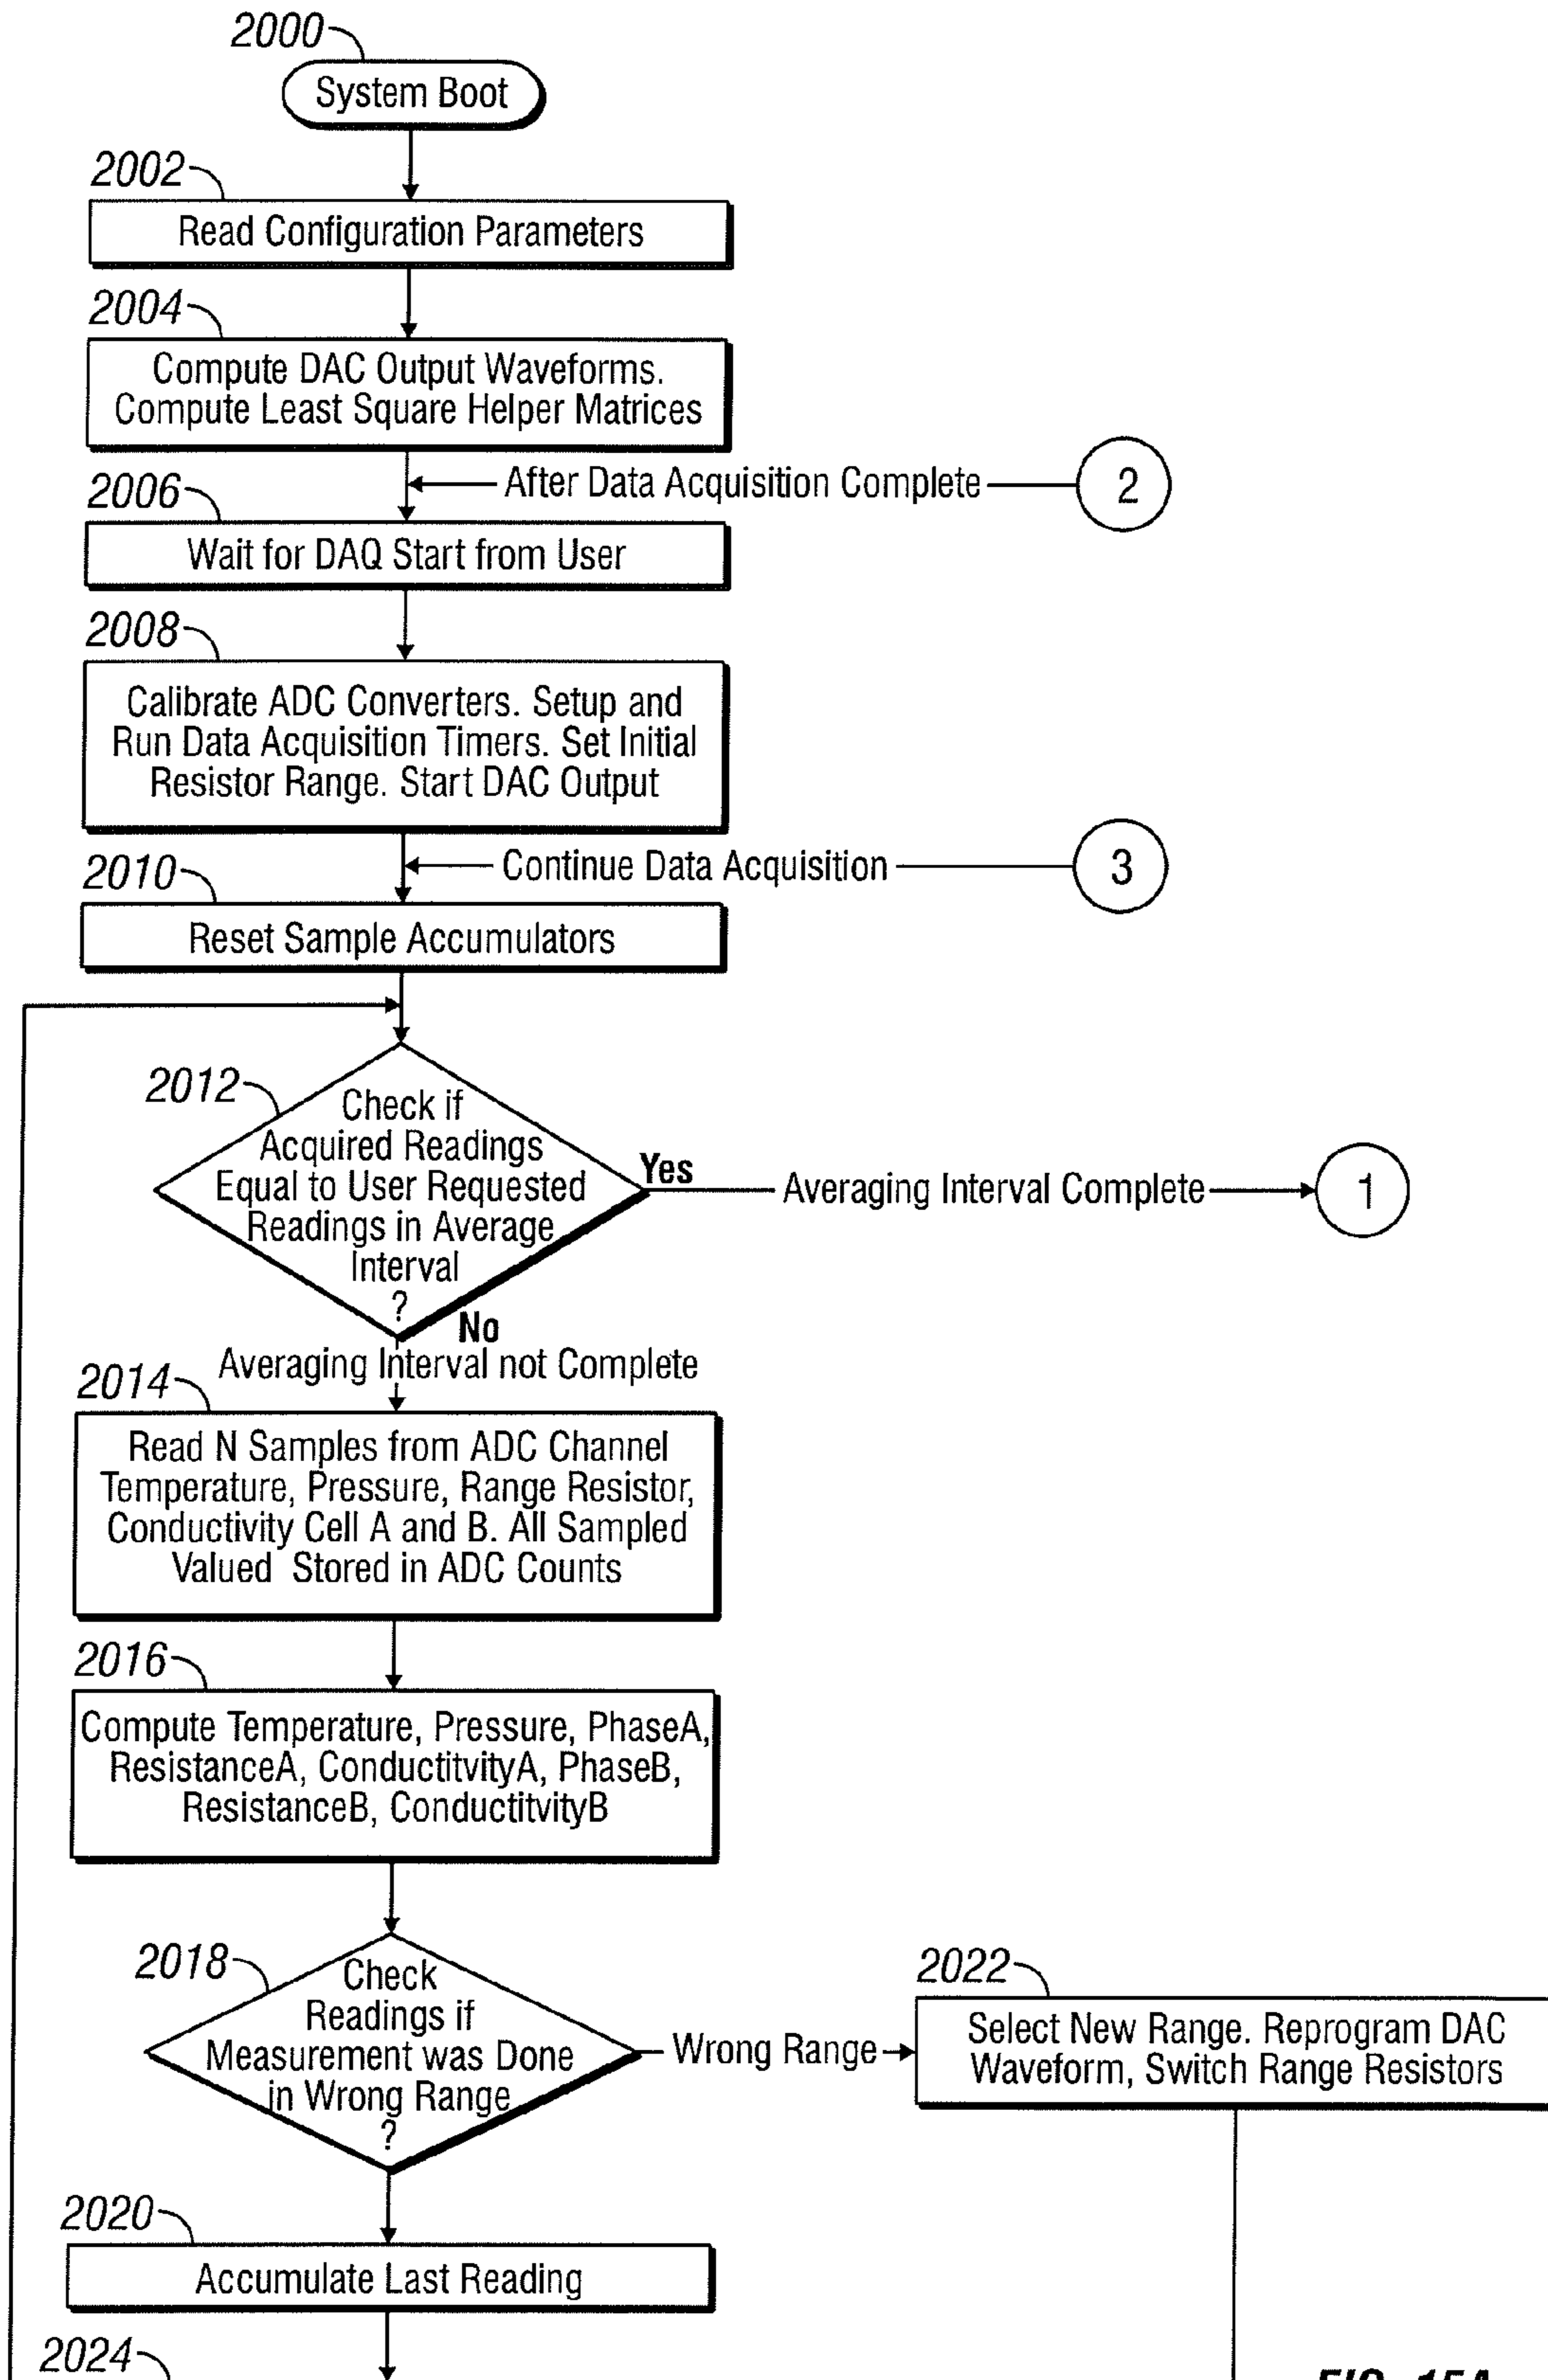 2000
System Boot
2002
Read Configuration Parameters
2004
Compute DAC Output Waveforms.
Compute Least Square Helper Matrices
After Data Acquisition Complete
2
2006
Wait for DAQ Start from User
2008
Calibrate ADC Converters. Setup and
Run Data Acquisition Timers. Set Initial
Resistor Range. Start DAC Output
Continue Data Acquisition
3
2010
Reset Sample Accumulators
2012
Check if
Acquired Readings
Equal to User Requested
Readings in Average
Interval
?
Yes
Averaging Interval Complete
1
No
Averaging Interval not Complete
2014
Read N Samples from ADC Channel
Temperature, Pressure, Range Resistor,
Conductivity Cell A and B. All Sampled
Valued Stored in ADC Counts
2016
Compute Temperature, Pressure, PhaseA,
ResistanceA, ConductitvityA, PhaseB,
ResistanceB, ConductitvityB
2018
Check
Readings if
Measurement was Done
in Wrong Range
?
Wrong Range
2022
Select New Range. Reprogram DAC
Waveform, Switch Range Resistors
2020
Accumulate Last Reading
2024
FIG. 15A